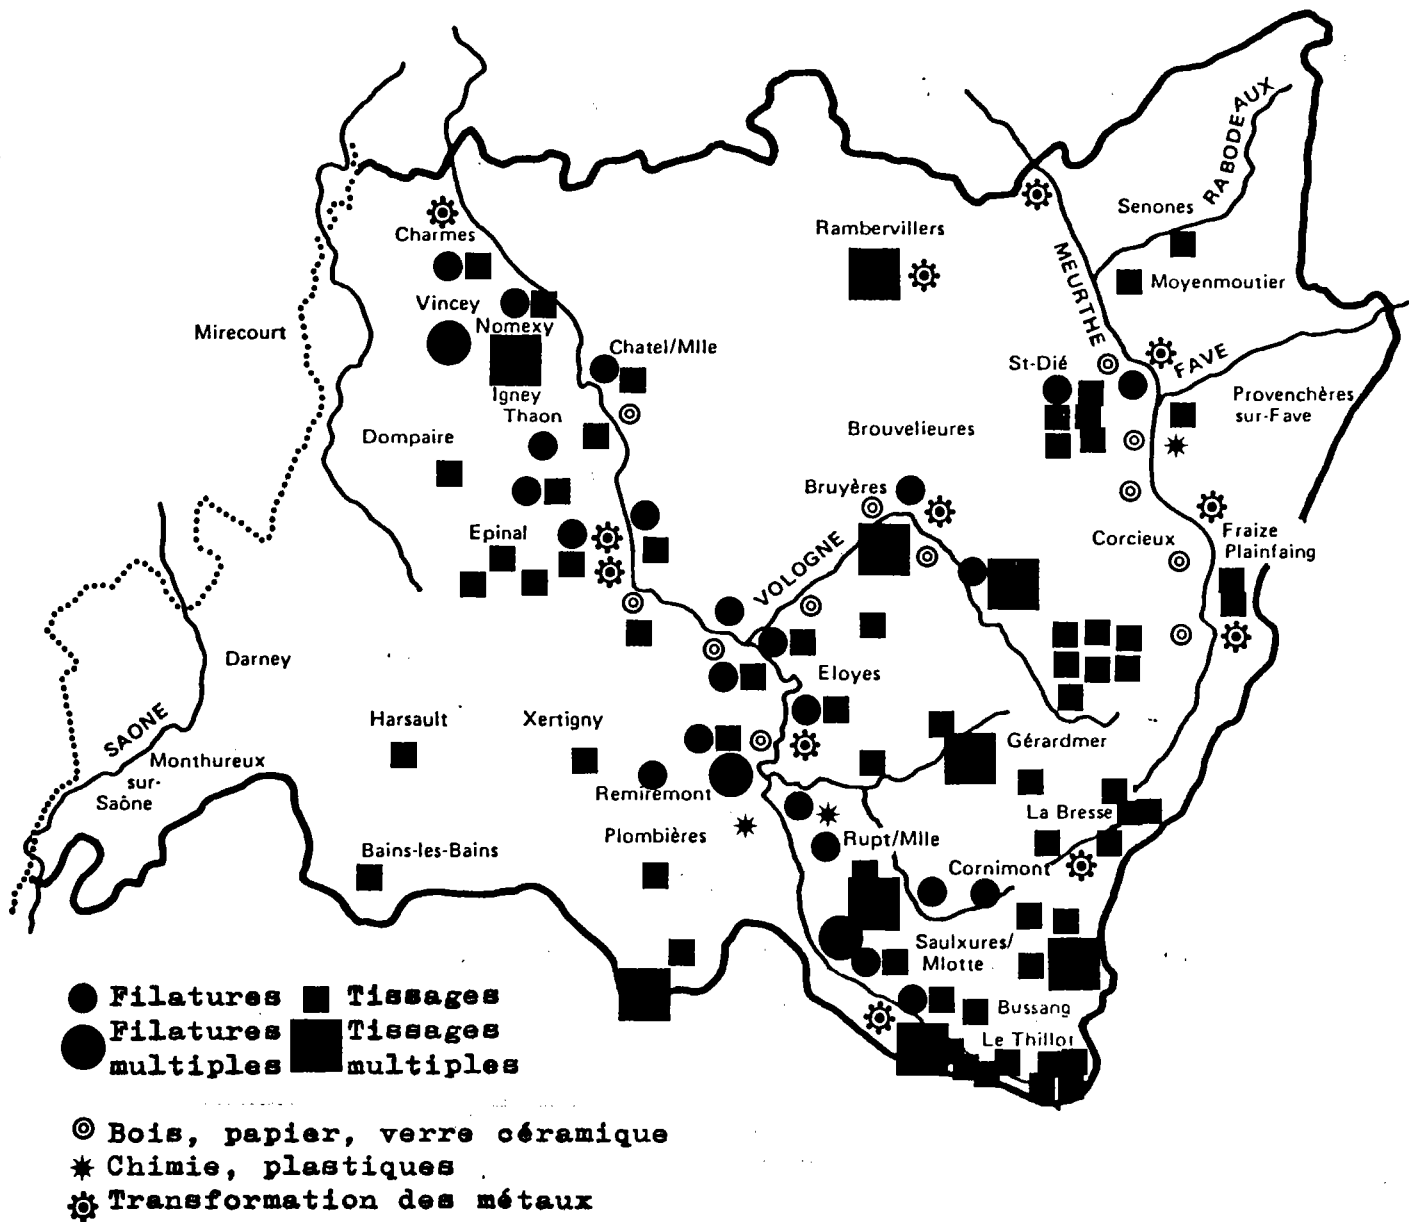 RABODEAUX
Senones
Rambervillers
Charmes
MEURTHE
Moyenmoutier
Vincey
Mirecourt
Nomexy
Chatel/Mlle
St-Dié
FAVE
Igney
Thaon
Provenchères
sur-Fave
Dompaire
Brouvelieures
Bruyères
Epinal
VOLOGNE
Corcieux
Fraize
Plainfaing
Darney
Eloyes
Harsault
Xertigny
SAONE
Gérardmer
Monthureux
sur-
Saône
Remiremont
La Bresse
Plombières
Rupt/Mlle
Bains-les-Bains
Cornimont
Saulxures/
Mlotte
Filatures
Tissages
Bussang
Filatures
multiples
Tissages
multiples
Le Thillot
Bois, papier, verre céramique
Chimie, plastiques
Transformation des métaux